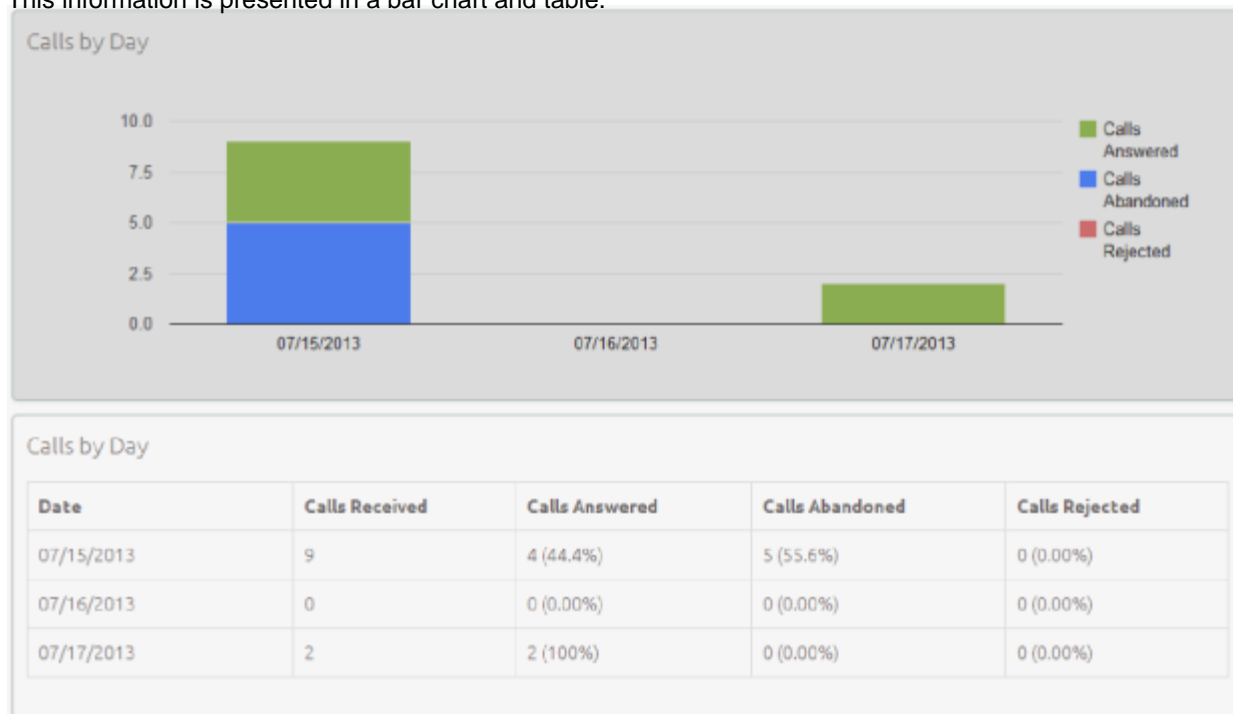 This information is presented in a bar chart and table.
Calls by Day
10.0
7.5
5.0
2.5
0.0
07/15/2013 07/16/2013 07/17/2013
Calls
Answered
Calls
Abandoned
Calls
Rejected
Calls by Day
Date Calls Received Calls Answered Calls Abandoned Calls Rejected
07/15/2013 9 4 (44.4%) 5 (55.6%) 0 (0.00%)
07/16/2013 0 0 (0.00%) 0 (0.00%) 0 (0.00%)
07/17/2013 2 2 (100%) 0 (0.00%) 0 (0.00%)